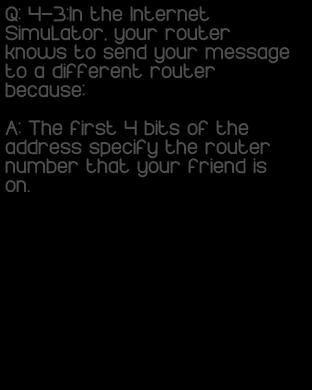 Q: 4-3:In the Internet
Simulator, your router
knows to send your message
to a different router
because:
A: The first 4 bits of the
address specify the router
number that your friend is
on.